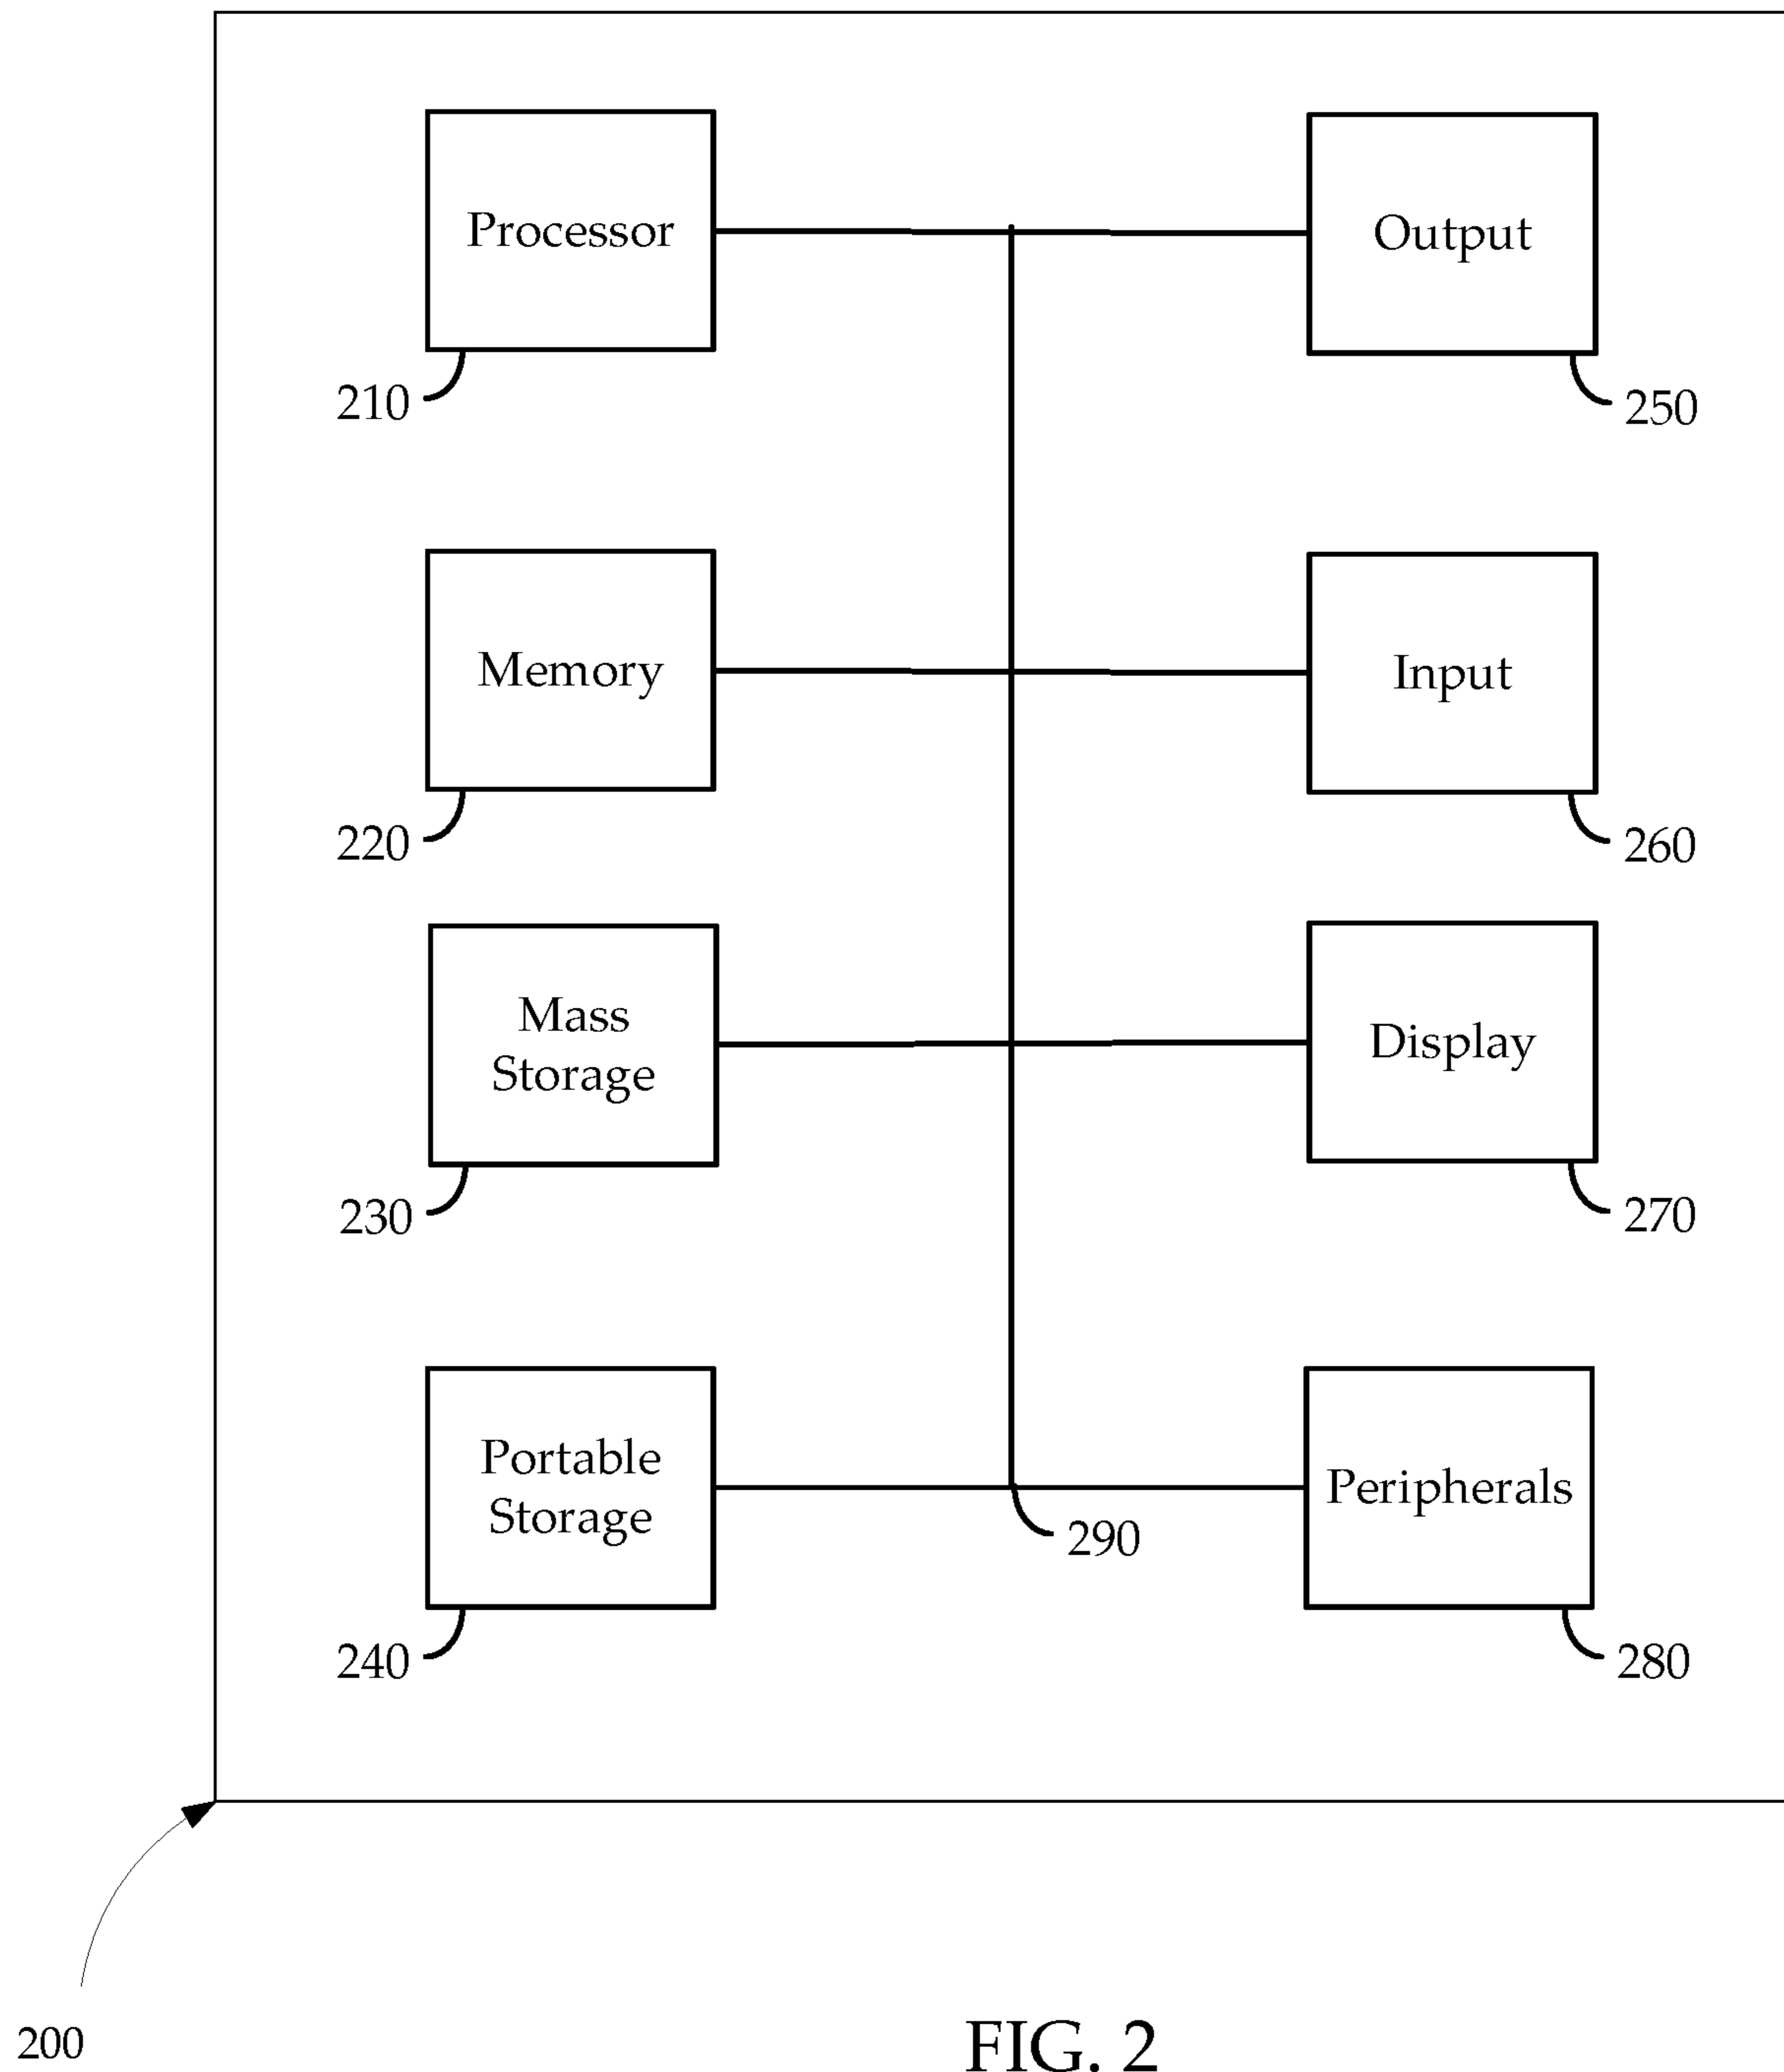 Processor
Output
210
250
Memory
Input
220
260
Mass
Storage
Display
230
270
Portable
Storage
Peripherals
290
240
280
200
FIG. 2